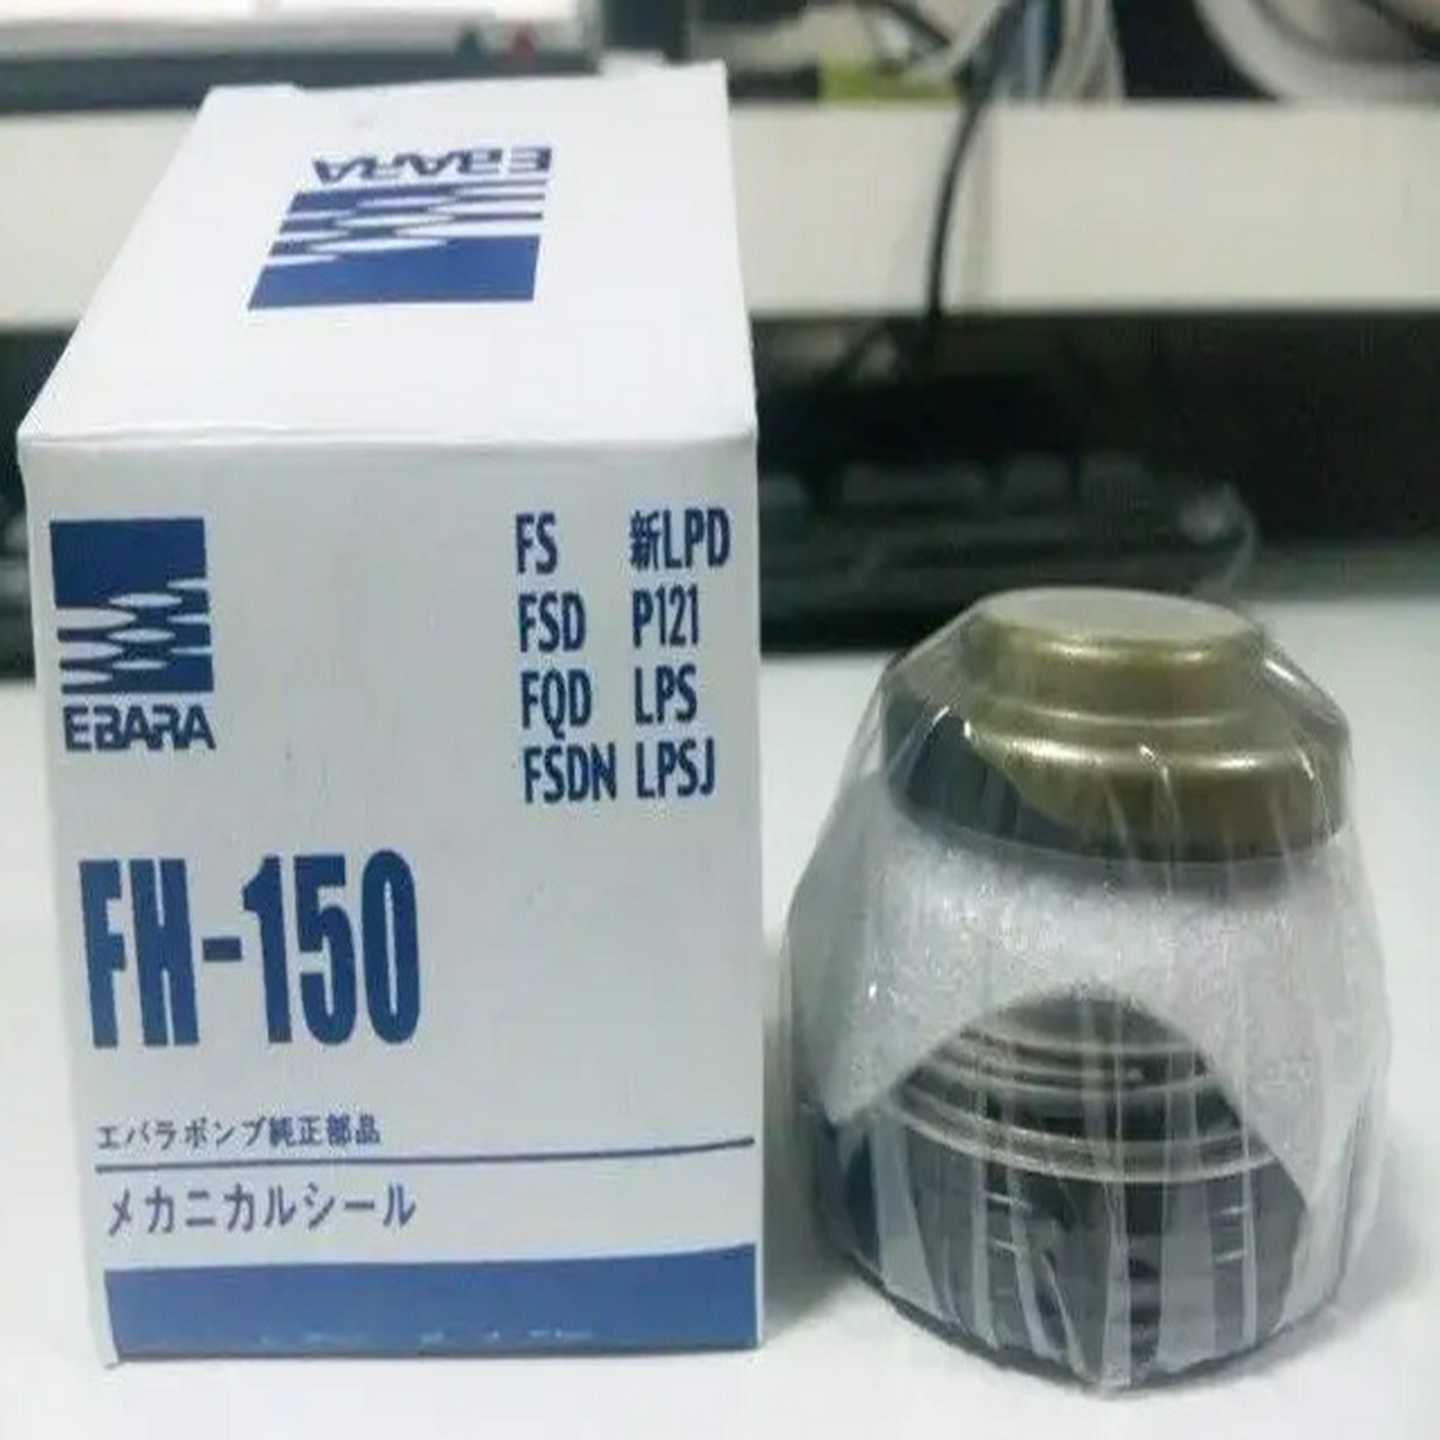 EBARA
EBARA
FS 新LPD
FSD P121
FQD LPS
FSDN LPSJ
FH-150
エバラポンプ純正部品
メカニカルシール